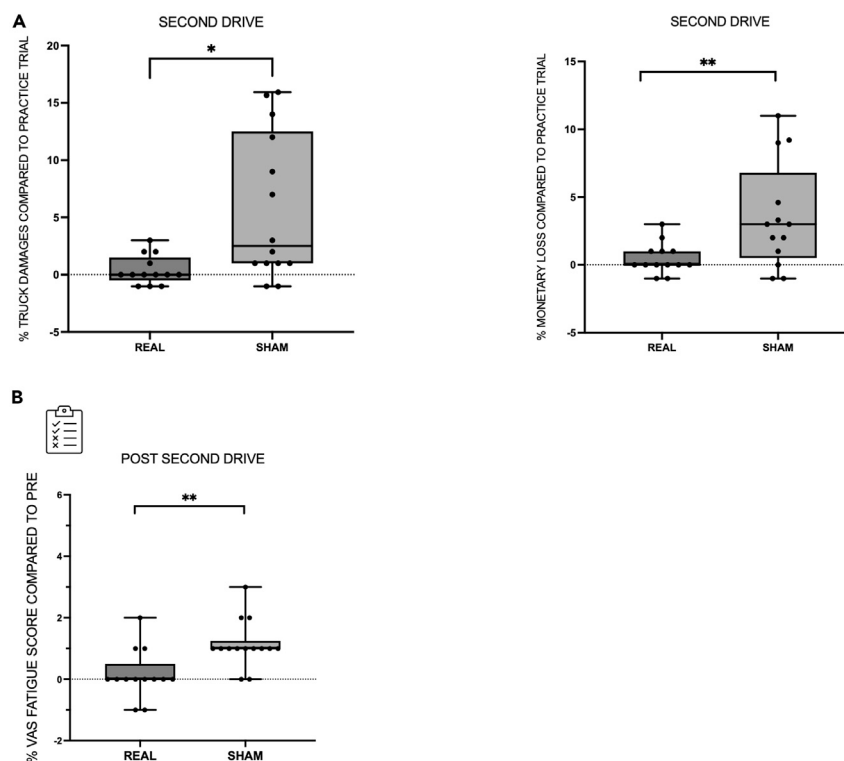 A
SECOND DRIVE
% TRUCK DAMAGES COMPARED TO PRACTICE TRIAL
20
15
10
5
0
-5
*
REAL SHAM
SECOND DRIVE
% MONETARY LOSS COMPARED TO PRACTICE TRIAL
15
10
5
0
-5
**
REAL SHAM
B
POST SECOND DRIVE
% VAS FATIGUE SCORE COMPARED TO PRE
6
4
2
0
-2
**
REAL SHAM